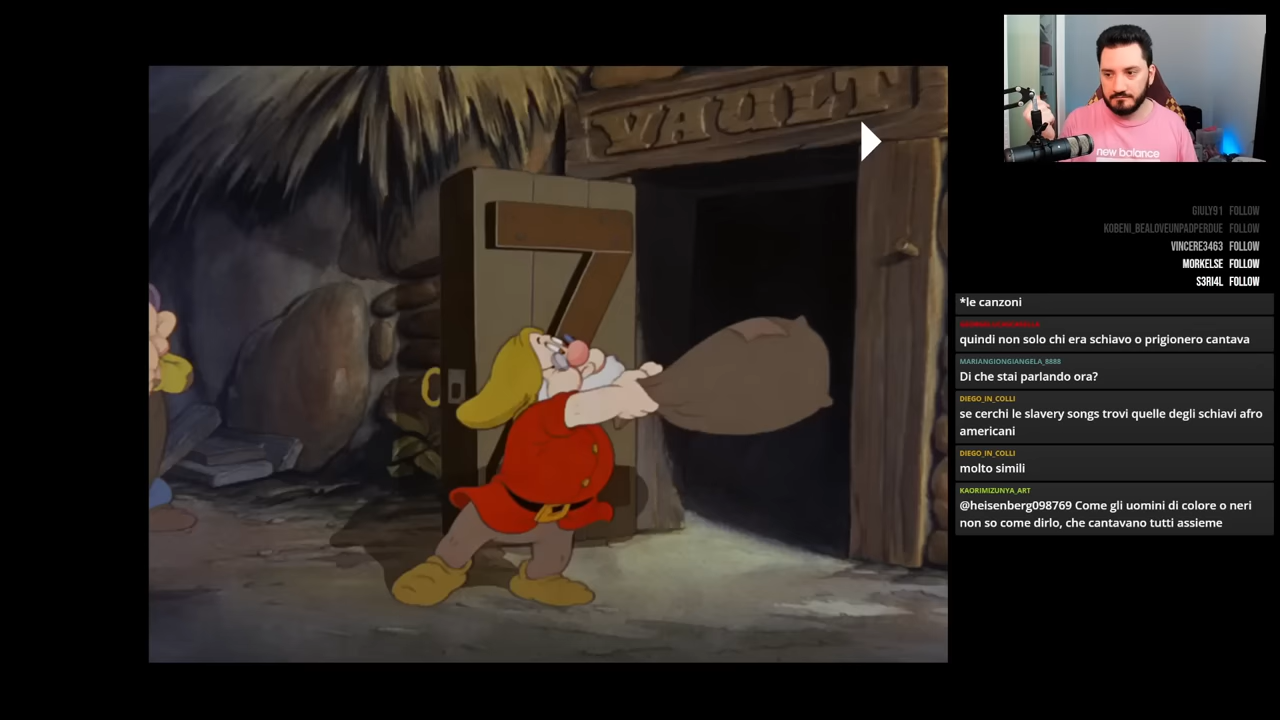 VAULT
7
new balance
GIULY91 FOLLOW
KOBENI_BEALOVEUNPADPERDUE FOLLOW
VINCERE3463 FOLLOW
MORKELSE FOLLOW
S3RI4L FOLLOW
*le canzoni
quindi non solo chi era schiavo o prigionero cantava
MARIANGIONGIANGELA_8888
Di che stai parlando ora?
DIEGO_IN_COLLI
se cerchi le slavery songs trovi quelle degli schiavi afro
americani
DIEGO_IN_COLLI
molto simili
KAORIMIZUNYA_ART
@heisenberg098769 Come gli uomini di colore o neri
non so come dirlo, che cantavano tutti assieme